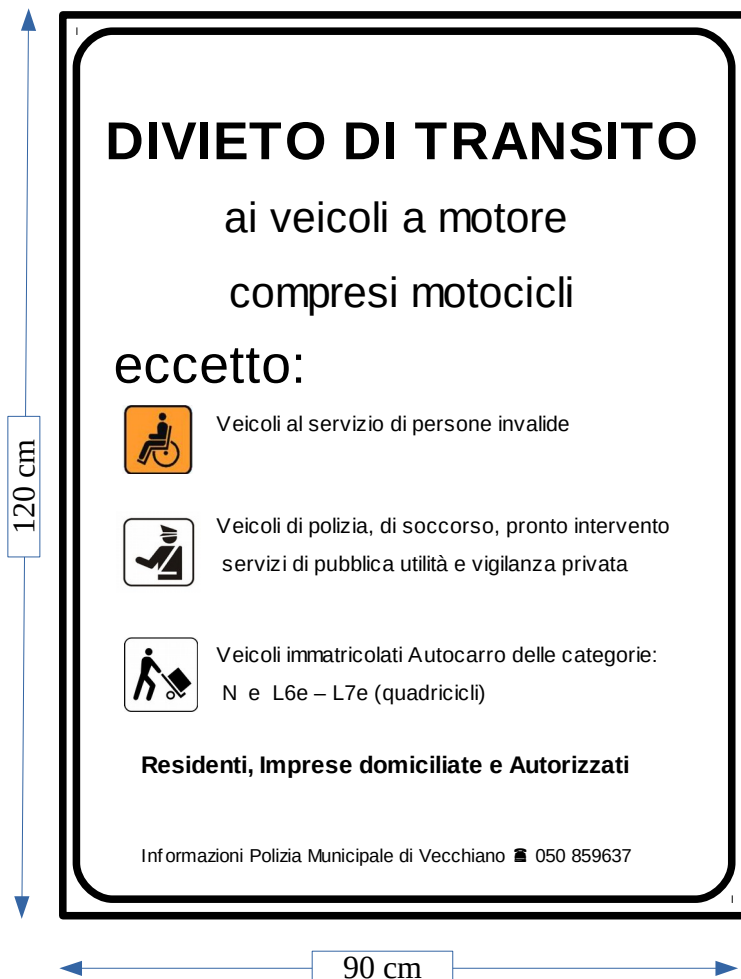 DIVIETO DI TRANSITO
ai veicoli a motore
compresi motocicli
eccetto:
Veicoli al servizio di persone invalide
Veicoli di polizia, di soccorso, pronto intervento
servizi di pubblica utilità e vigilanza privata
Veicoli immatricolati Autocarro delle categorie:
N e L6e – L7e (quadricicli)
Residenti, Imprese domiciliate e Autorizzati
Informazioni Polizia Municipale di Vecchiano ☎ 050 859637
120 cm
90 cm